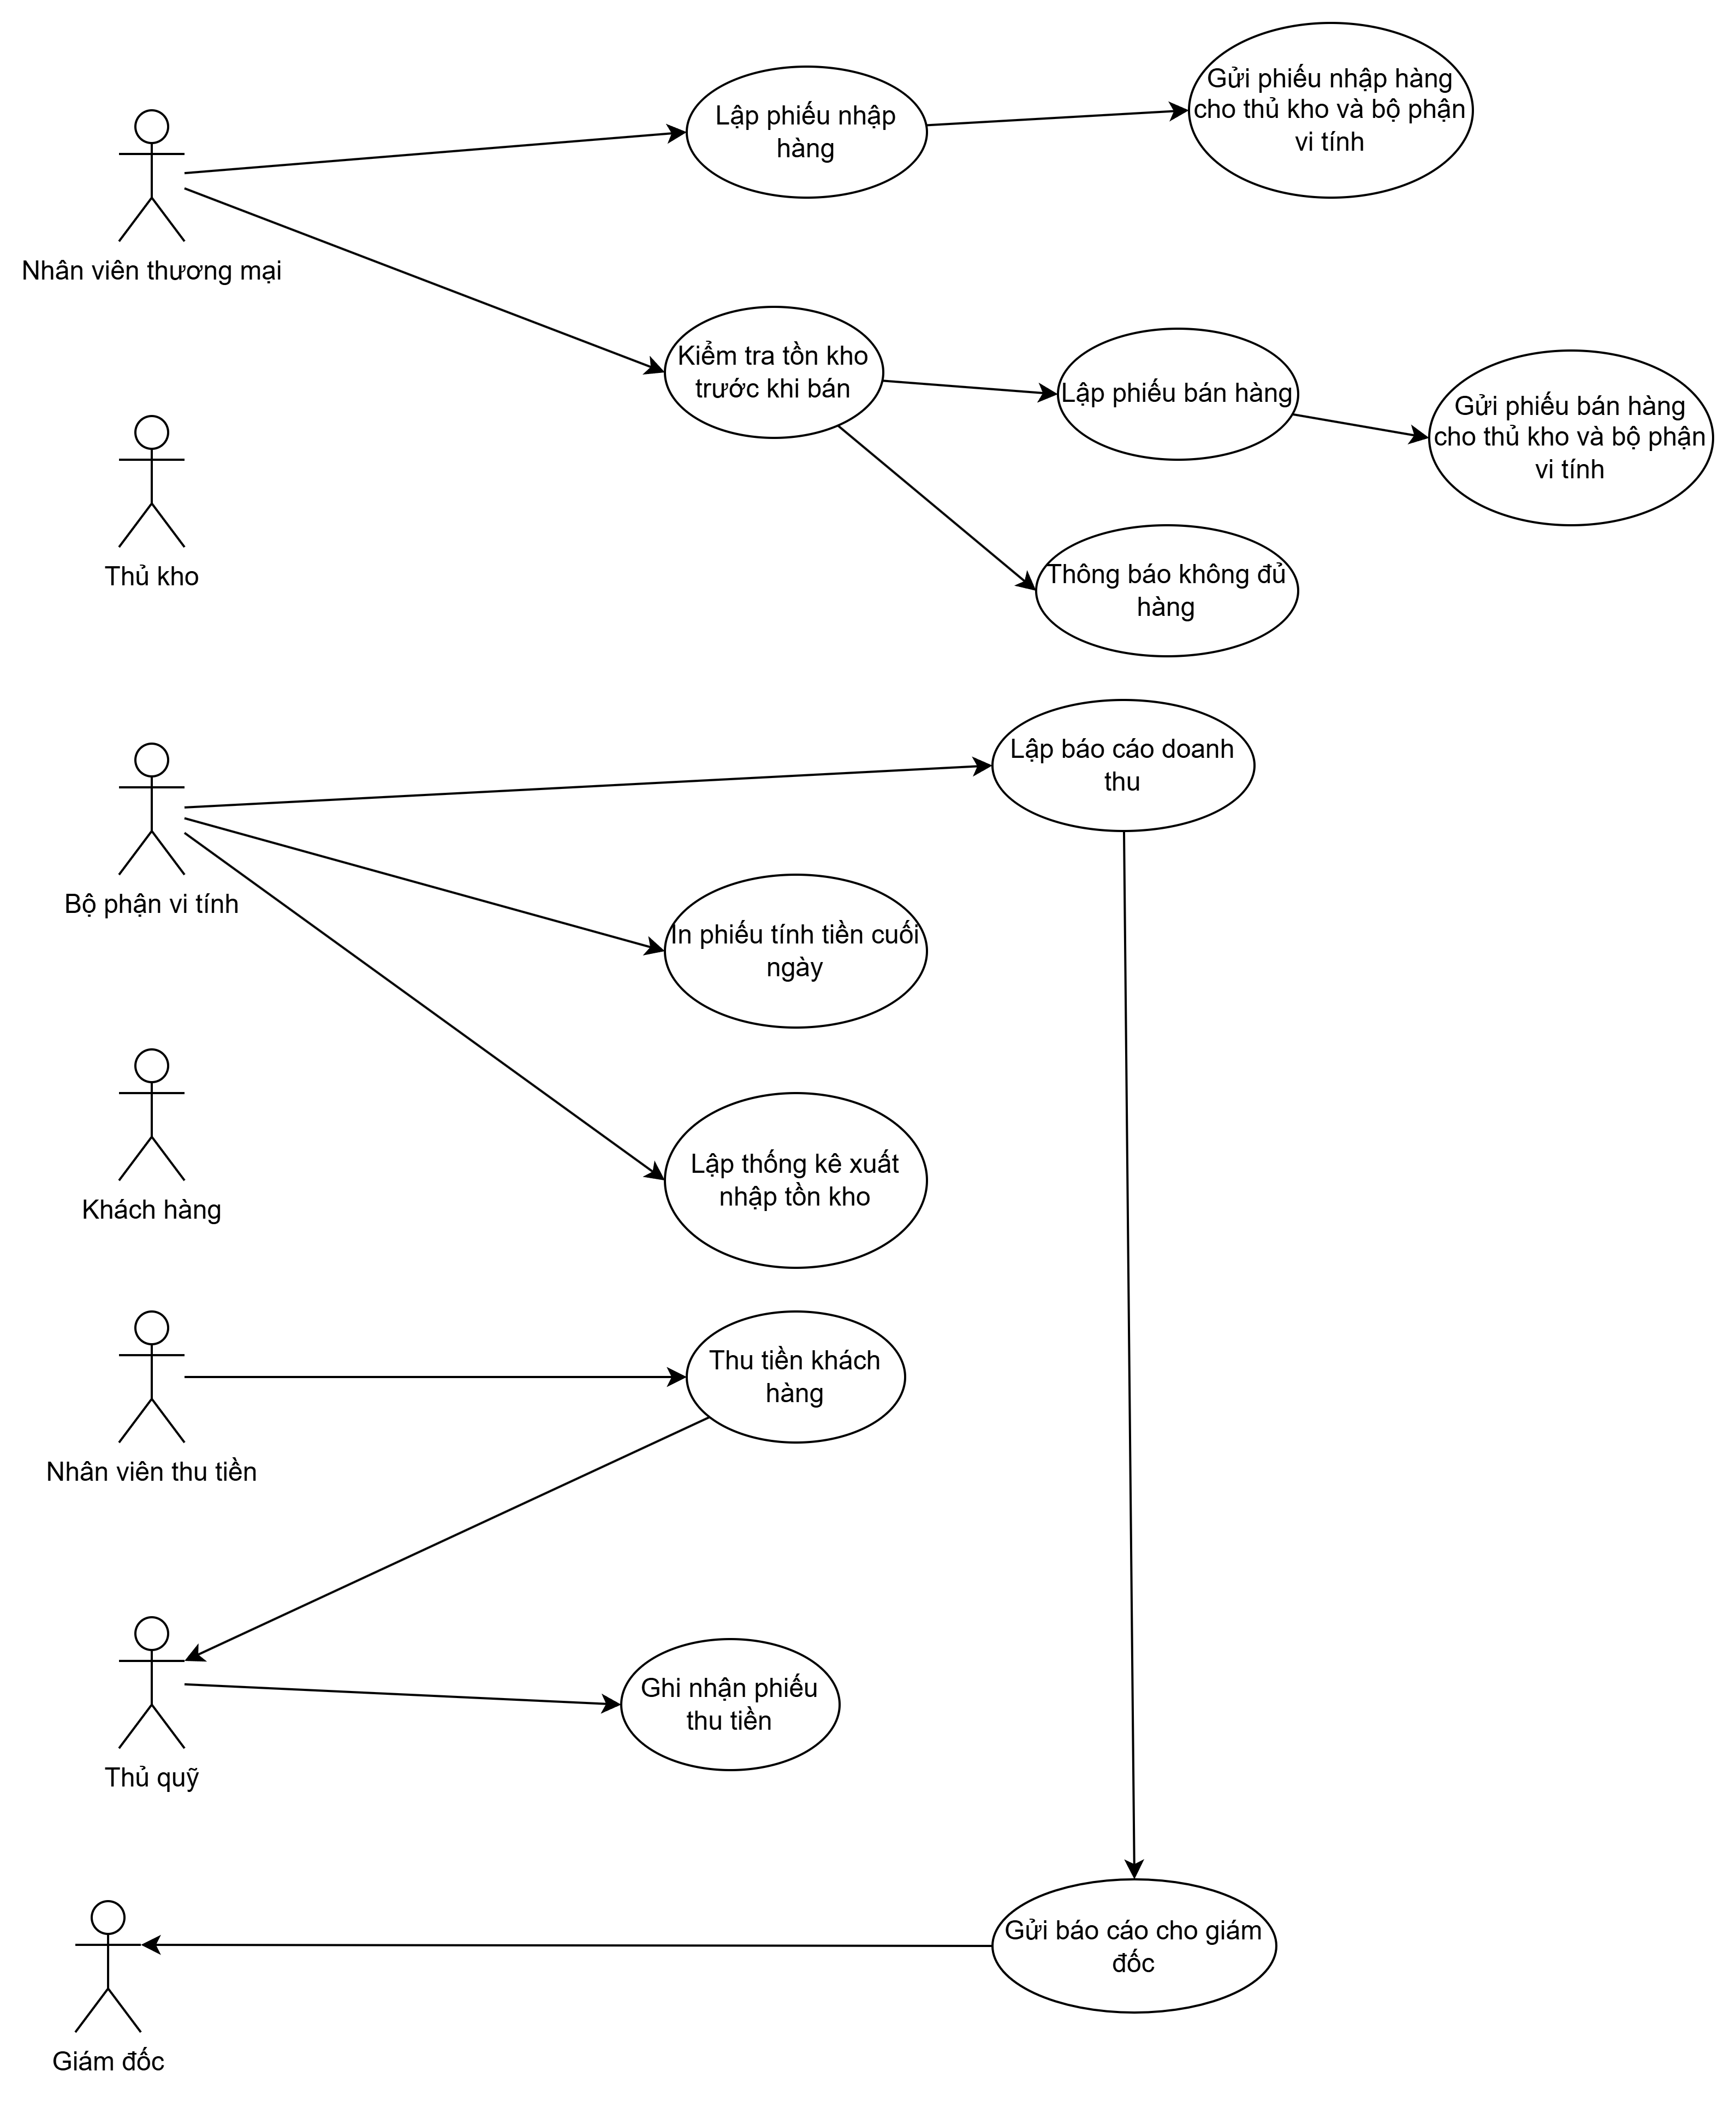 Gửi phiếu nhập hàng
cho thủ kho và bộ phận
vi tính
Lập phiếu nhập
hàng
Nhân viên thương mại
Kiểm tra tồn kho
trước khi bán
Lập phiếu bán hàng
Gửi phiếu bán hàng
cho thủ kho và bộ phận
vi tính
Thủ kho
Thông báo không đủ
hàng
Lập báo cáo doanh
thu
Bộ phận vi tính
In phiếu tính tiền cuối
ngày
Lập thống kê xuất
nhập tồn kho
Khách hàng
Thu tiền khách
hàng
Nhân viên thu tiền
Ghi nhận phiếu
thu tiền
Thủ quỹ
Gửi báo cáo cho giám
đốc
Giám đốc